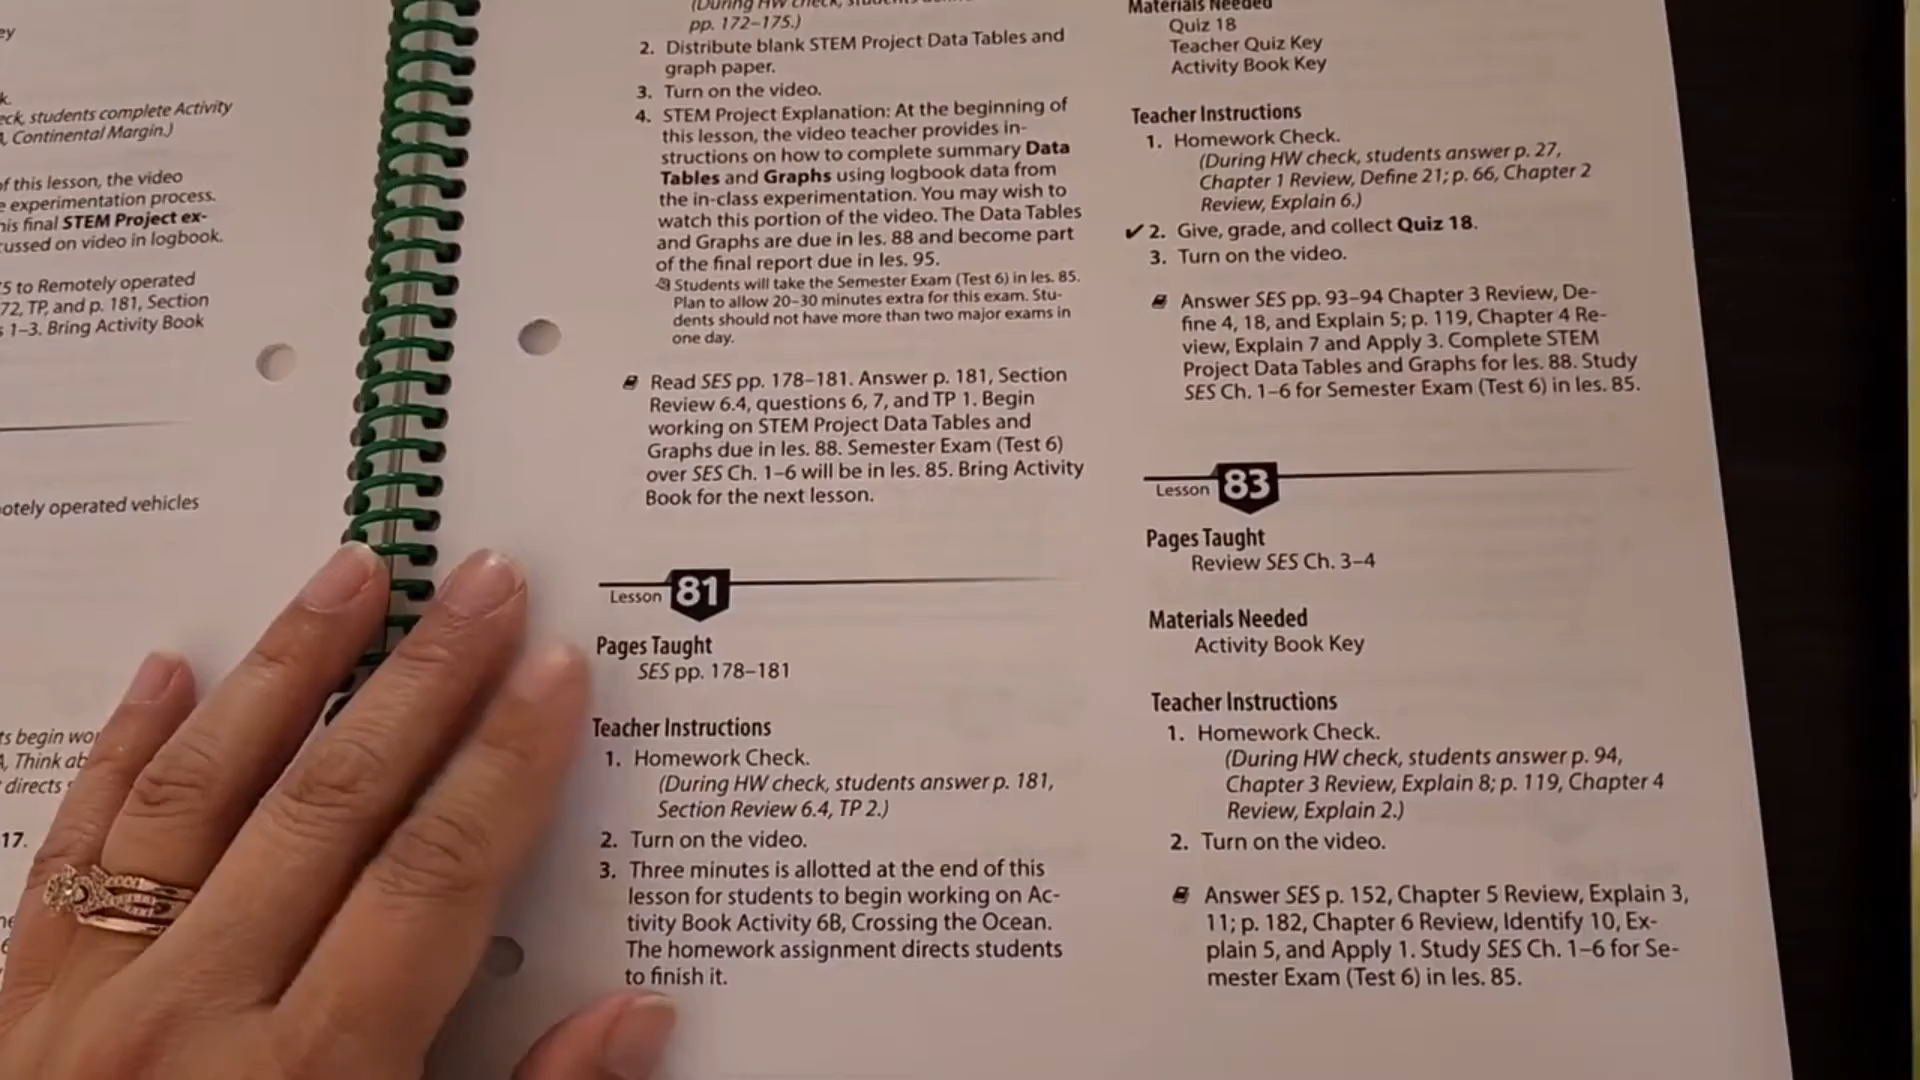 ey
k.
eck, students complete Activity
A, Continental Margin.)
of this lesson, the video
e experimentation process.
his final STEM Project ex-
cussed on video in logbook.
5 to Remotely operated
72, TP, and p. 181, Section
s 1–3. Bring Activity Book
otely operated vehicles
ts begin wor
A, Think ab
directs s
17.
(During HW check, students
pp. 172–175.)
2. Distribute blank STEM Project Data Tables and
graph paper.
3. Turn on the video.
4. STEM Project Explanation: At the beginning of
this lesson, the video teacher provides in-
structions on how to complete summary Data
Tables and Graphs using logbook data from
the in-class experimentation. You may wish to
watch this portion of the video. The Data Tables
and Graphs are due in les. 88 and become part
of the final report due in les. 95.
Students will take the Semester Exam (Test 6) in les. 85.
Plan to allow 20–30 minutes extra for this exam. Stu-
dents should not have more than two major exams in
one day.
Read SES pp. 178–181. Answer p. 181, Section
Review 6.4, questions 6, 7, and TP 1. Begin
working on STEM Project Data Tables and
Graphs due in les. 88. Semester Exam (Test 6)
over SES Ch. 1–6 will be in les. 85. Bring Activity
Book for the next lesson.
Lesson 81
Pages Taught
SES pp. 178–181
Teacher Instructions
1. Homework Check.
(During HW check, students answer p. 181,
Section Review 6.4, TP 2.)
2. Turn on the video.
3. Three minutes is allotted at the end of this
lesson for students to begin working on Ac-
tivity Book Activity 6B, Crossing the Ocean.
The homework assignment directs students
to finish it.
Materials Needed
Quiz 18
Teacher Quiz Key
Activity Book Key
Teacher Instructions
1. Homework Check.
(During HW check, students answer p. 27,
Chapter 1 Review, Define 21; p. 66, Chapter 2
Review, Explain 6.)
✔ 2. Give, grade, and collect Quiz 18.
3. Turn on the video.
Answer SES pp. 93–94 Chapter 3 Review, De-
fine 4, 18, and Explain 5; p. 119, Chapter 4 Re-
view, Explain 7 and Apply 3. Complete STEM
Project Data Tables and Graphs for les. 88. Study
SES Ch. 1–6 for Semester Exam (Test 6) in les. 85.
Lesson 83
Pages Taught
Review SES Ch. 3–4
Materials Needed
Activity Book Key
Teacher Instructions
1. Homework Check.
(During HW check, students answer p. 94,
Chapter 3 Review, Explain 8; p. 119, Chapter 4
Review, Explain 2.)
2. Turn on the video.
Answer SES p. 152, Chapter 5 Review, Explain 3,
11; p. 182, Chapter 6 Review, Identify 10, Ex-
plain 5, and Apply 1. Study SES Ch. 1–6 for Se-
mester Exam (Test 6) in les. 85.